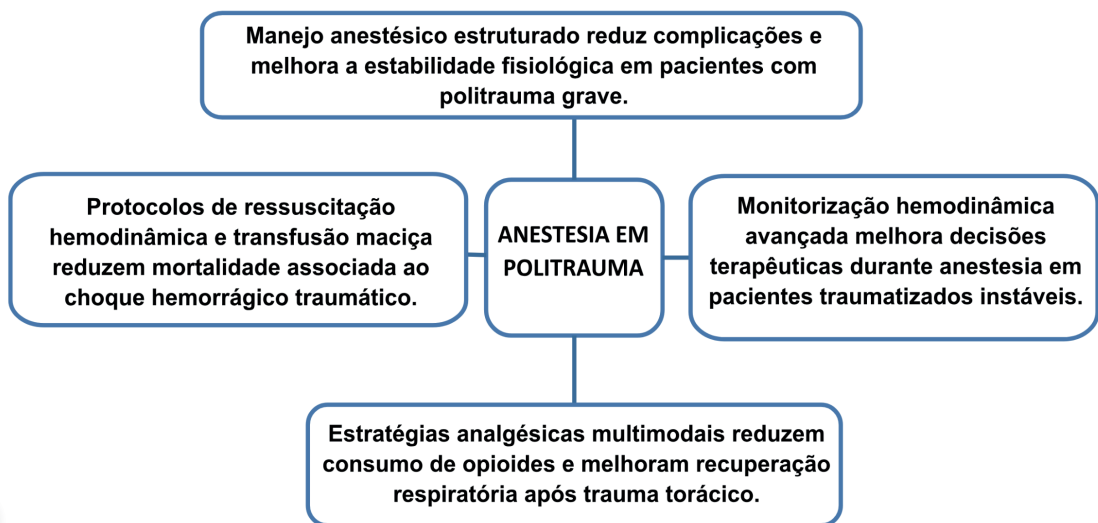 Manejo anestésico estruturado reduz complicações e
melhora a estabilidade fisiológica em pacientes com
politrauma grave.
Protocolos de ressuscitação
hemodinâmica e transfusão maciça
reduzem mortalidade associada ao
choque hemorrágico traumático.
ANESTESIA EM
POLITRAUMA
Monitorização hemodinâmica
avançada melhora decisões
terapêuticas durante anestesia em
pacientes traumatizados instáveis.
Estratégias analgésicas multimodais reduzem
consumo de opioides e melhoram recuperação
respiratória após trauma torácico.